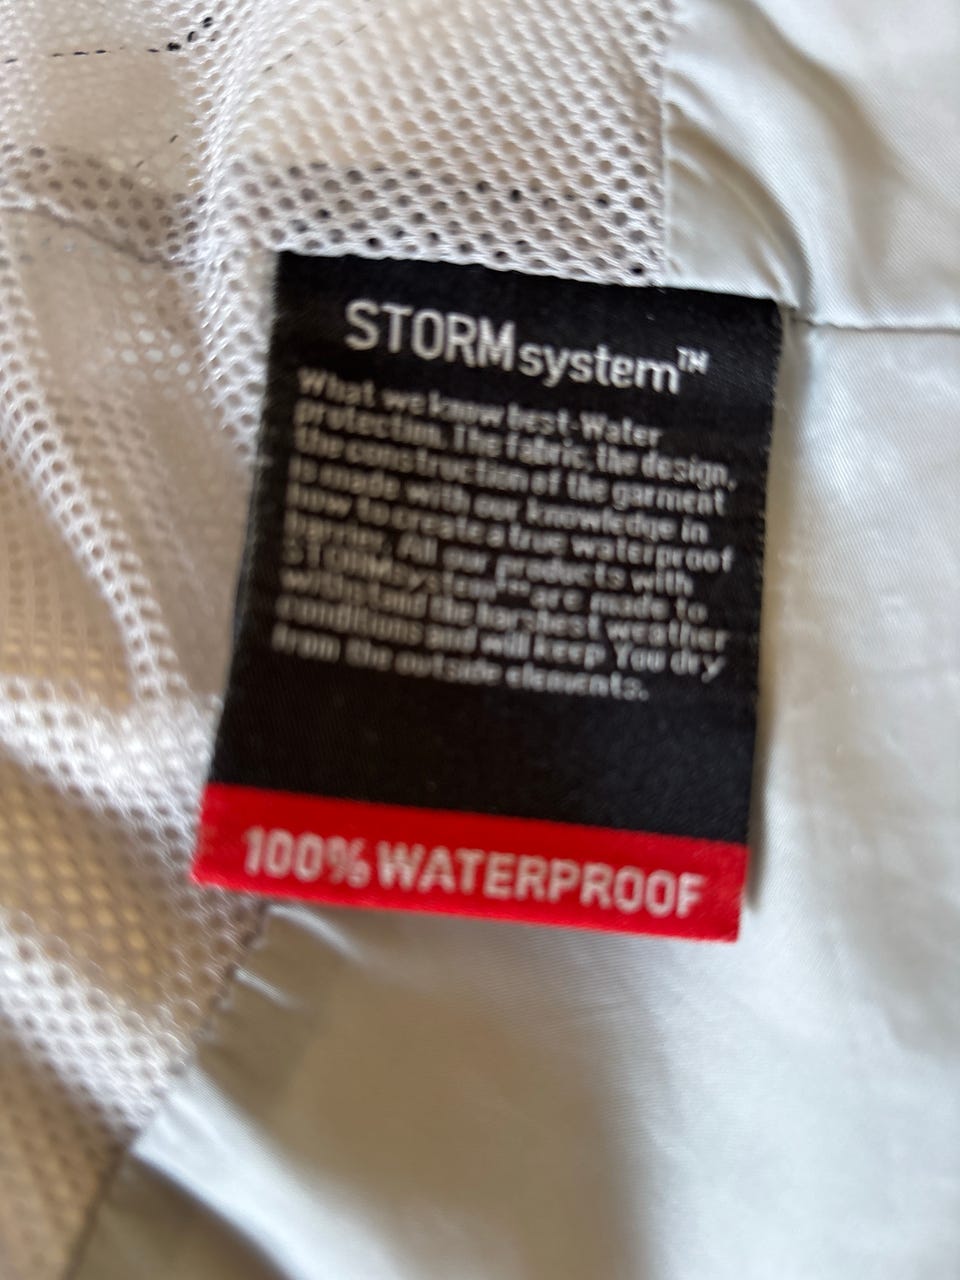 STORMsystem™
What we know best-Water
protection. The fabric, the design,
the construction of the garment
is made with our knowledge in
how to create a true waterproof
barrier. All our products with
STORMsystem™ are made to
withstand the harshest weather
conditions and will keep You dry
from the outside elements.
100% WATERPROOF